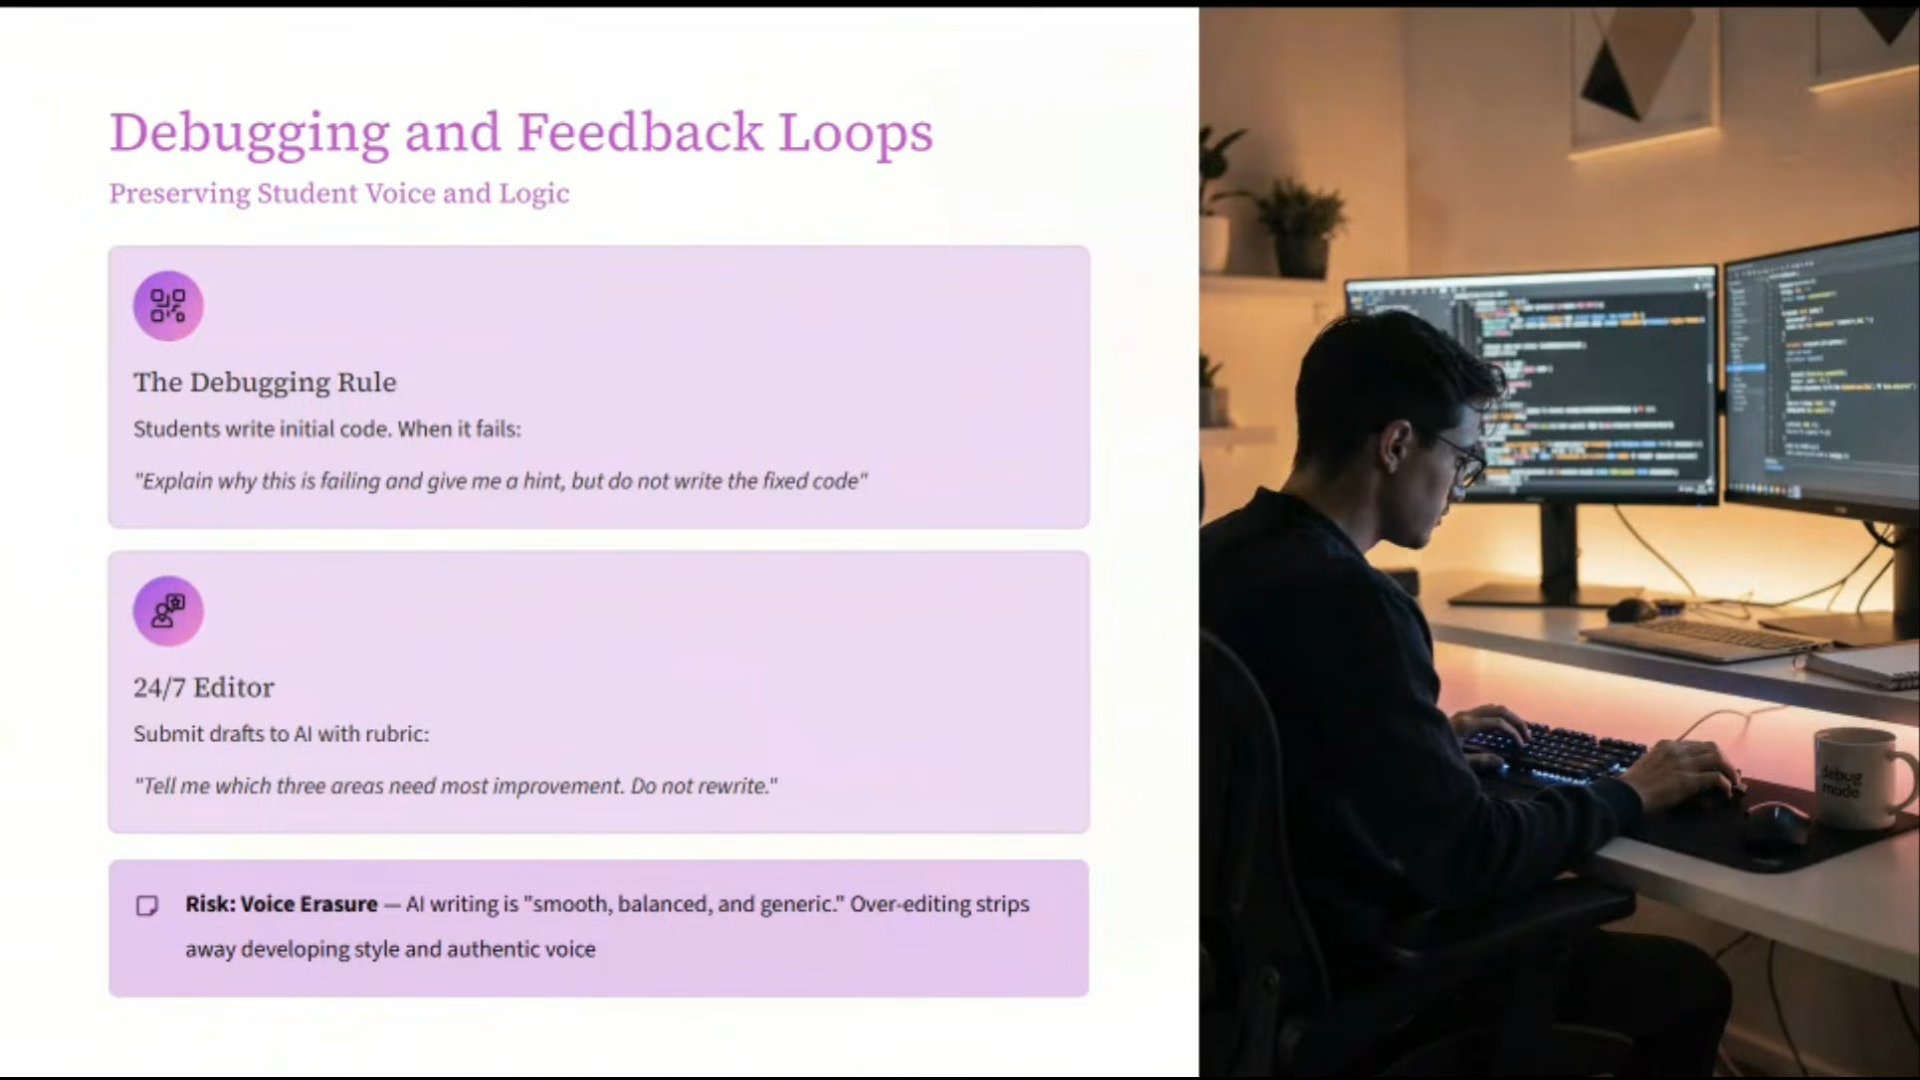 Debugging and Feedback Loops
Preserving Student Voice and Logic
The Debugging Rule
Students write initial code. When it fails:
"Explain why this is failing and give me a hint, but do not write the fixed code"
24/7 Editor
Submit drafts to AI with rubric:
"Tell me which three areas need most improvement. Do not rewrite."
Risk: Voice Erasure — AI writing is "smooth, balanced, and generic." Over-editing strips
away developing style and authentic voice
debug
mode